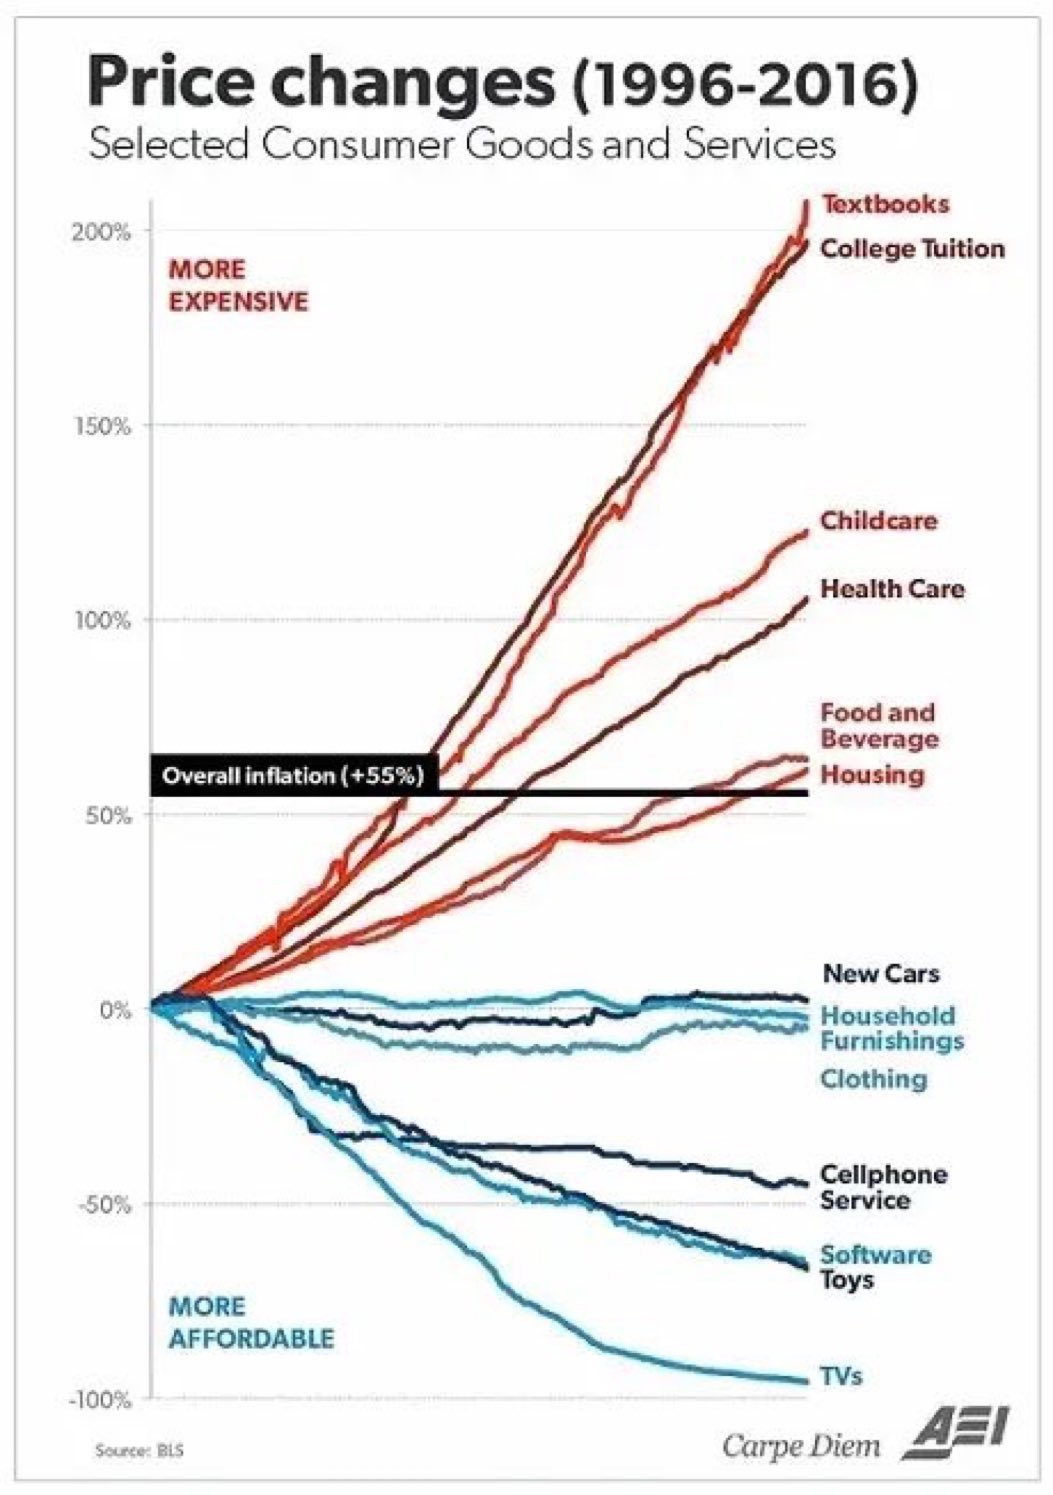 Price changes (1996-2016)
Selected Consumer Goods and Services
200%
MORE
EXPENSIVE
Textbooks
College Tuition
150%
Childcare
Health Care
100%
Food and
Beverage
Housing
Overall inflation (+55%)
50%
New Cars
0%
Household
Furnishings
Clothing
Cellphone
Service
-50%
Software
Toys
MORE
AFFORDABLE
TVs
-100%
Source: BLS
Carpe Diem
AEI